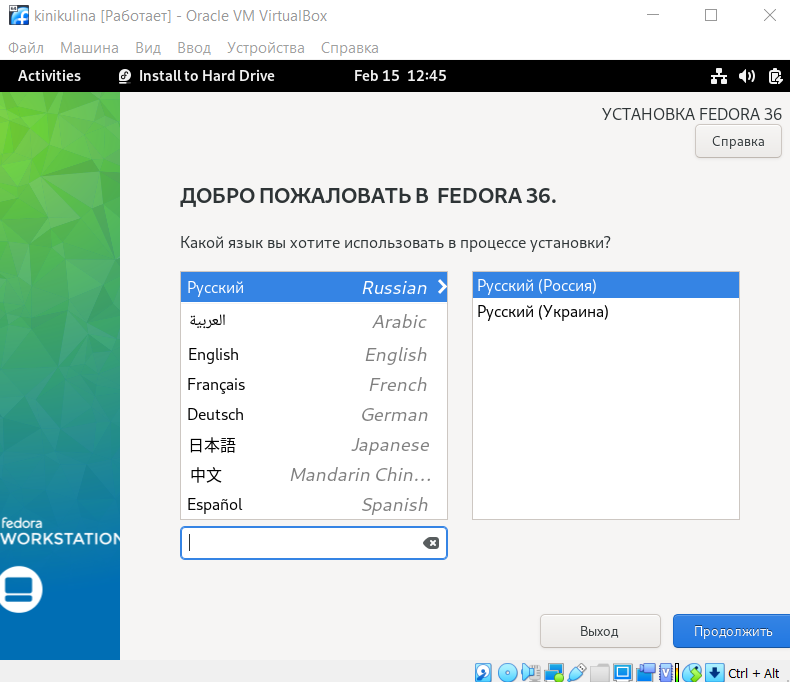 kinikulina [Работает] - Oracle VM VirtualBox
Файл Машина Вид Ввод Устройства Справка
Activities Install to Hard Drive Feb 15 12:45
УСТАНОВКА FEDORA 36
Справка
ДОБРО ПОЖАЛОВАТЬ В FEDORA 36.
Какой язык вы хотите использовать в процессе установки?
Русский Russian
العربية Arabic
English English
Français French
Deutsch German
日本語 Japanese
中文 Mandarin Chin...
Español Spanish
Русский (Россия)
Русский (Украина)
fedora
WORKSTATION
Выход
Продолжить
Ctrl + Alt